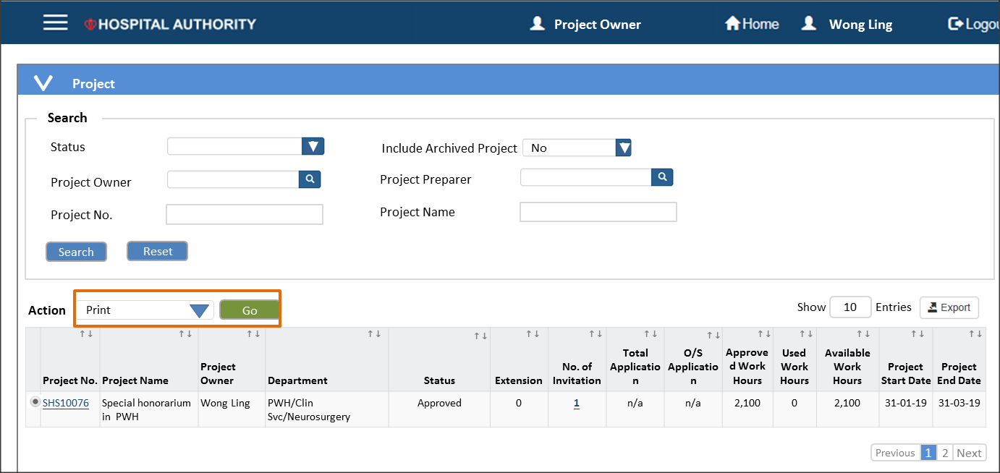 HOSPITAL AUTHORITY Project Owner Home Wong Ling Logou
Project
Search
Status Include Archived Project No
Project Owner Project Preparer
Project No. Project Name
Search Reset
Action Print Go Show 10 Entries Export
Project No. Project Name Project Owner Department Status Extension No. of Invitation Total Applicatio n O/S Applicatio n Approve d Work Hours Used Work Hours Available Work Hours Project Start Date Project End Date
SHS10076 Special honorarium in PWH Wong Ling PWH/Clin Svc/Neurosurgery Approved 0 1 n/a n/a 2,100 0 2,100 31-01-19 31-03-19
Previous 1 2 Next